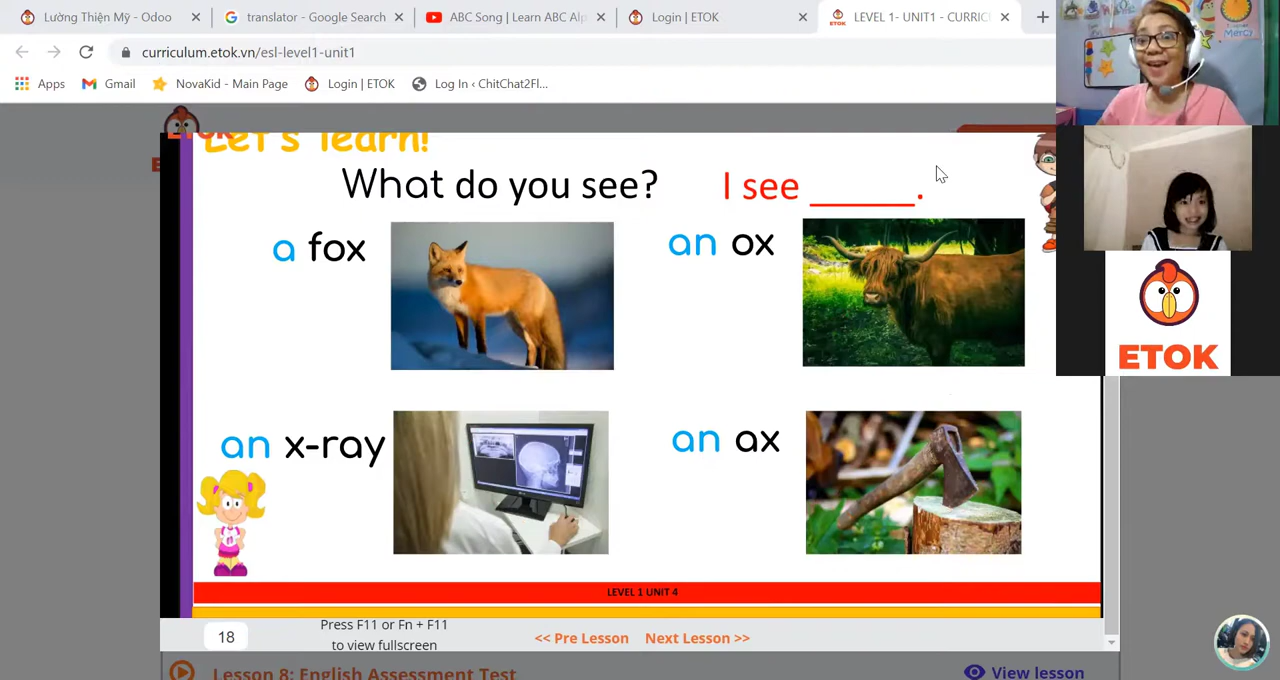 Lường Thiện Mỹ - Odoo
translator - Google Search
ABC Song | Learn ABC Alp
Login | ETOK
LEVEL 1- UNIT1 - CURRIC
curriculum.etok.vn/esl-level1-unit1
Apps
Gmail
NovaKid - Main Page
Login | ETOK
Log In ‹ ChitChat2Fl...
Mercy
ETOK
Let's learn!
What do you see?
I see ______.
a fox
an ox
ETOK
an x-ray
an ax
LEVEL 1 UNIT 4
18
Press F11 or Fn + F11
to view fullscreen
<< Pre Lesson
Next Lesson >>
Lesson 8: English Assessment Test
View lesson